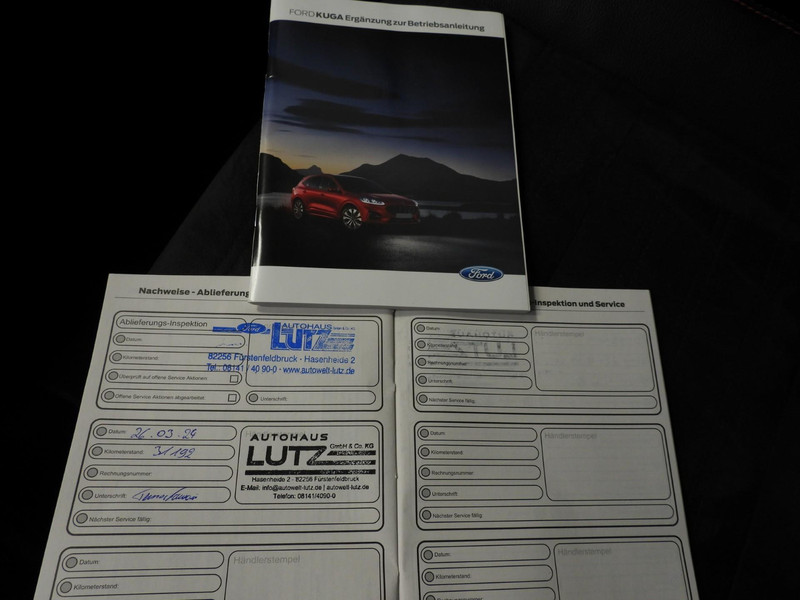 FORD KUGA Ergänzung zur Betriebsanleitung
Ford
Nachweise - Ablieferung
Inspektion und Service
Ablieferungs-Inspektion
Datum:
Kilometerstand:
Überprüft auf offene Service Aktionen
Offene Service Aktionen abgearbeitet:
Ford
AUTOHAUS
LUTZ
82256 Fürstenfeldbruck - Hasenheide 2
Tel.: 08141 / 40 90-0 · www.autowelt-lutz.de
Unterschrift:
Datum: 26.03.24
Kilometerstand: 31192
Rechnungsnummer:
Unterschrift:
Nächster Service fällig:
AUTOHAUS
LUTZ GmbH & Co. KG
Hasenheide 2 - 82256 Fürstenfeldbruck
E-Mail: info@autowelt-lutz.de | autowelt-lutz.de
Telefon: 08141/4090-0
Datum:
Kilometerstand:
Händlerstempel
Datum:
Kilometerstand:
Rechnungsnummer:
Unterschrift:
Nächster Service fällig:
Händlerstempel
Datum:
Kilometerstand:
Rechnungsnummer:
Unterschrift:
Nächster Service fällig:
Händlerstempel
Datum:
Kilometerstand:
Händlerstempel